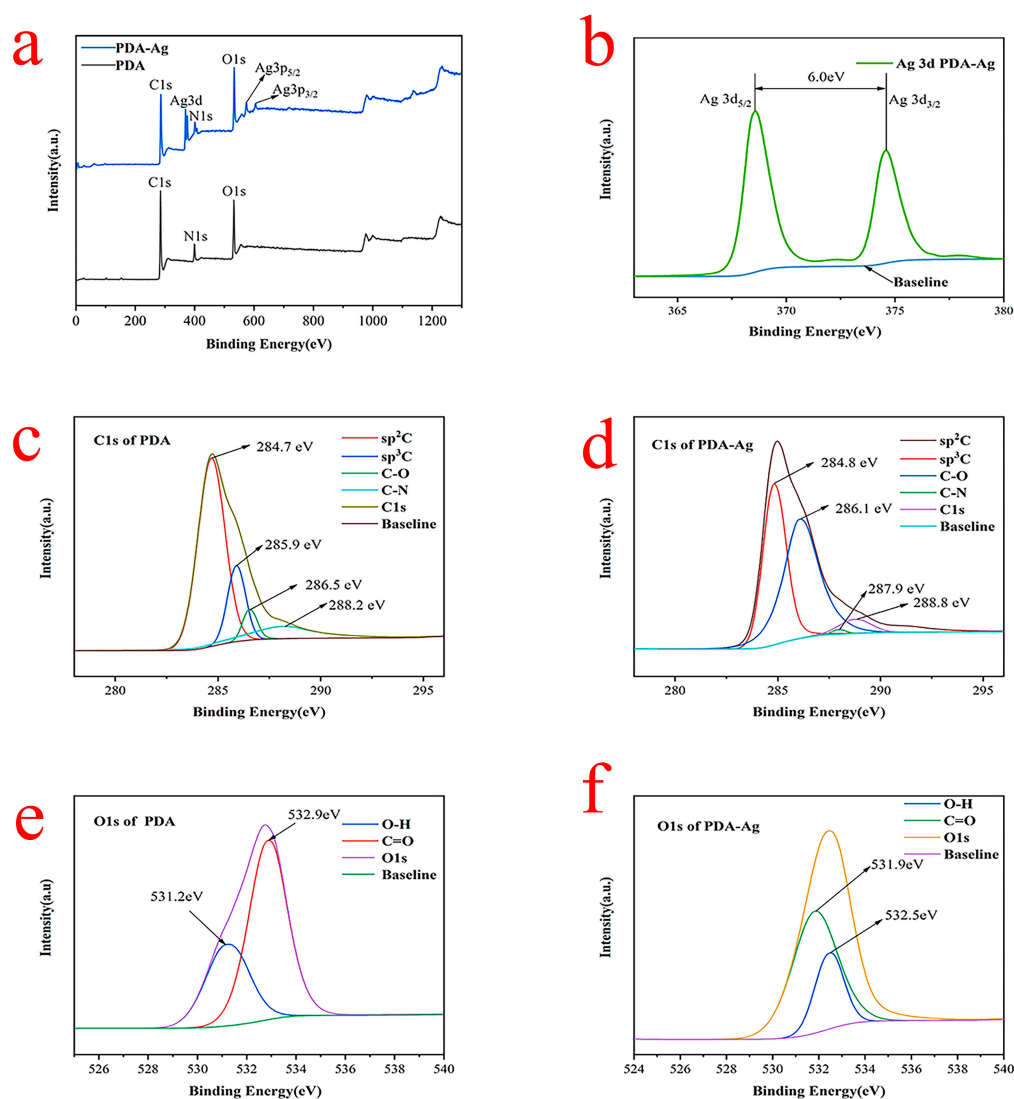 a
PDA-Ag
PDA
O1s
Ag3p5/2
C1s
Ag3d
Ag3p3/2
N1s
C1s
O1s
N1s
Intensity(a.u.)
0 200 400 600 800 1000 1200
Binding Energy(eV)
b
Ag 3d PDA-Ag
6.0eV
Ag 3d5/2
Ag 3d3/2
Baseline
Intensity(a.u.)
365 370 375 380
Binding Energy(eV)
c
C1s of PDA
284.7 eV
sp²C
sp³C
C-O
C-N
C1s
Baseline
285.9 eV
286.5 eV
288.2 eV
Intensity(a.u.)
280 285 290 295
Binding Energy(eV)
d
C1s of PDA-Ag
sp²C
sp³C
C-O
C-N
C1s
Baseline
284.8 eV
286.1 eV
287.9 eV
288.8 eV
Intensity(a.u.)
280 285 290 295
Binding Energy(eV)
e
O1s of PDA
532.9eV
O-H
C=O
O1s
Baseline
531.2eV
Intensity(a.u)
526 528 530 532 534 536 538 540
Binding Energy(eV)
f
O1s of PDA-Ag
O-H
C=O
O1s
Baseline
531.9eV
532.5eV
Intensity(a.u.)
524 526 528 530 532 534 536 538 540
Binding Energy(eV)